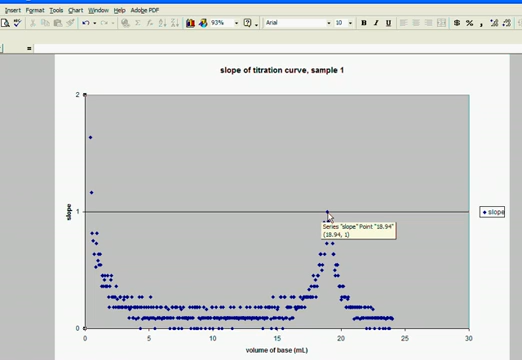 Insert Format Tools Chart Window Help Adobe PDF
93% Arial 10 B I U $ % ,
=
slope of titration curve, sample 1
2
1
0
slope
Series "slope" Point "18.94"
(18.94, 1)
slope
0 5 10 15 20 25 30
volume of base (mL)